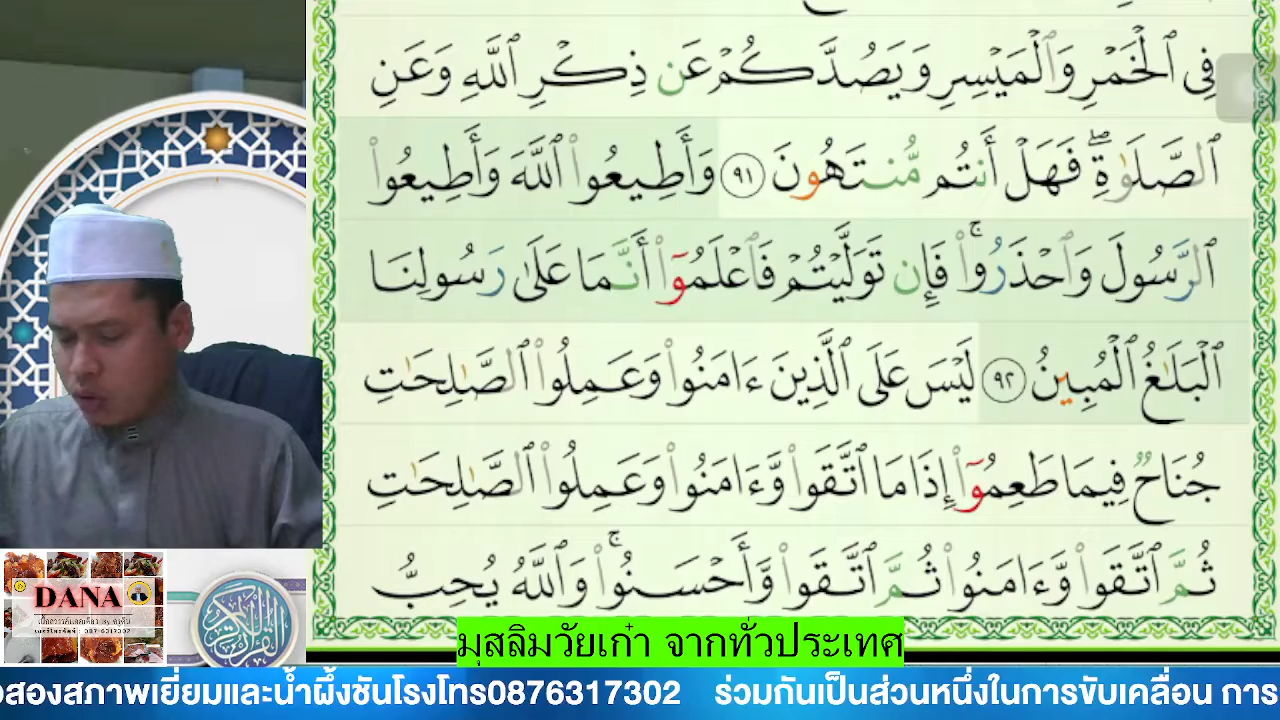 فِي ٱلْخَمْرِ وَٱلْمَيْسِرِ وَيَصُدَّكُمْ عَن ذِكْرِ ٱللَّهِ وَعَنِ
ٱلصَّلَوٰةِ ۖ فَهَلْ أَنتُم مُّنتَهُونَ ٩١ وَأَطِيعُوا۟ ٱللَّهَ وَأَطِيعُوا۟
ٱلرَّسُولَ وَٱحْذَرُوا۟ ۚ فَإِن تَوَلَّيْتُمْ فَٱعْلَمُوٓا۟ أَنَّمَا عَلَىٰ رَسُولِنَا
ٱلْبَلَٰغُ ٱلْمُبِينُ ٩٢ لَيْسَ عَلَى ٱلَّذِينَ ءَامَنُوا۟ وَعَمِلُوا۟ ٱلصَّٰلِحَٰتِ
جُنَاحٌ فِيمَا طَعِمُوٓا۟ إِذَا مَا ٱتَّقَوا۟ وَّءَامَنُوا۟ وَعَمِلُوا۟ ٱلصَّٰلِحَٰتِ
ثُمَّ ٱتَّقَوا۟ وَّءَامَنُوا۟ ثُمَّ ٱتَّقَوا۟ وَّأَحْسَنُوا۟ ۚ وَٱللَّهُ يُحِبُّ
DANA
มุสลิมวัยเก๋า จากทั่วประเทศ
สองสภาพเยี่ยมและน้ำผึ้งชันโรงโทร0876317302 ร่วมกันเป็นส่วนหนึ่งในการขับเคลื่อน การ